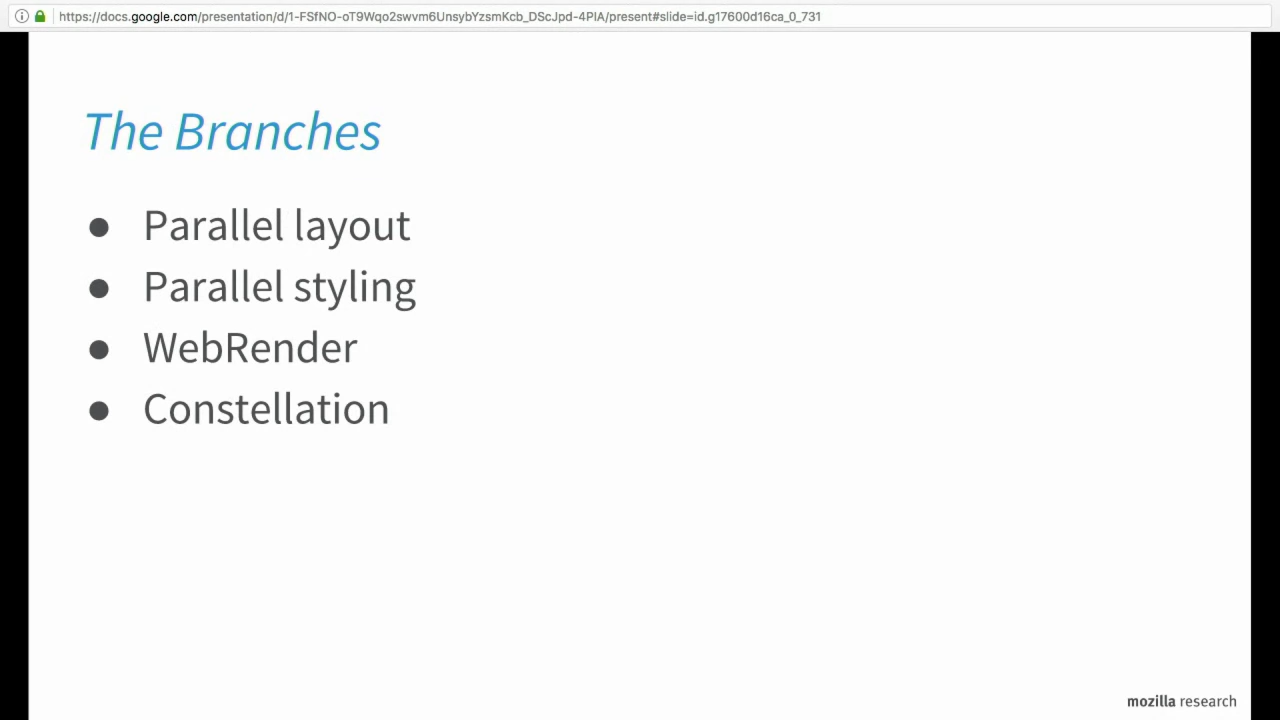 https://docs.google.com/presentation/d/1-FSfNO-oT9Wqo2swvm6UnsybYzsmKcb_DScJpd-4PIA/present#slide=id.g17600d16ca_0_731
The Branches
● Parallel layout
● Parallel styling
● WebRender
● Constellation
mozilla research